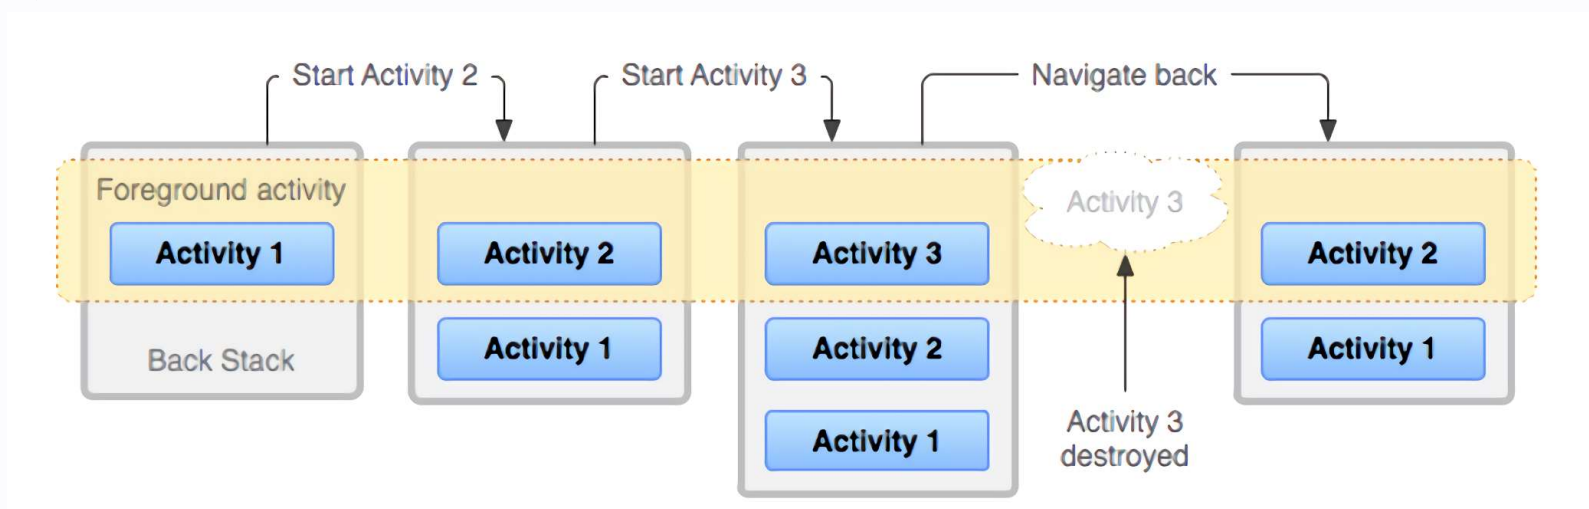 Start Activity 2
Start Activity 3
Navigate back
Foreground activity
Activity 1
Back Stack
Activity 2
Activity 1
Activity 3
Activity 2
Activity 1
Activity 3
Activity 3
destroyed
Activity 2
Activity 1